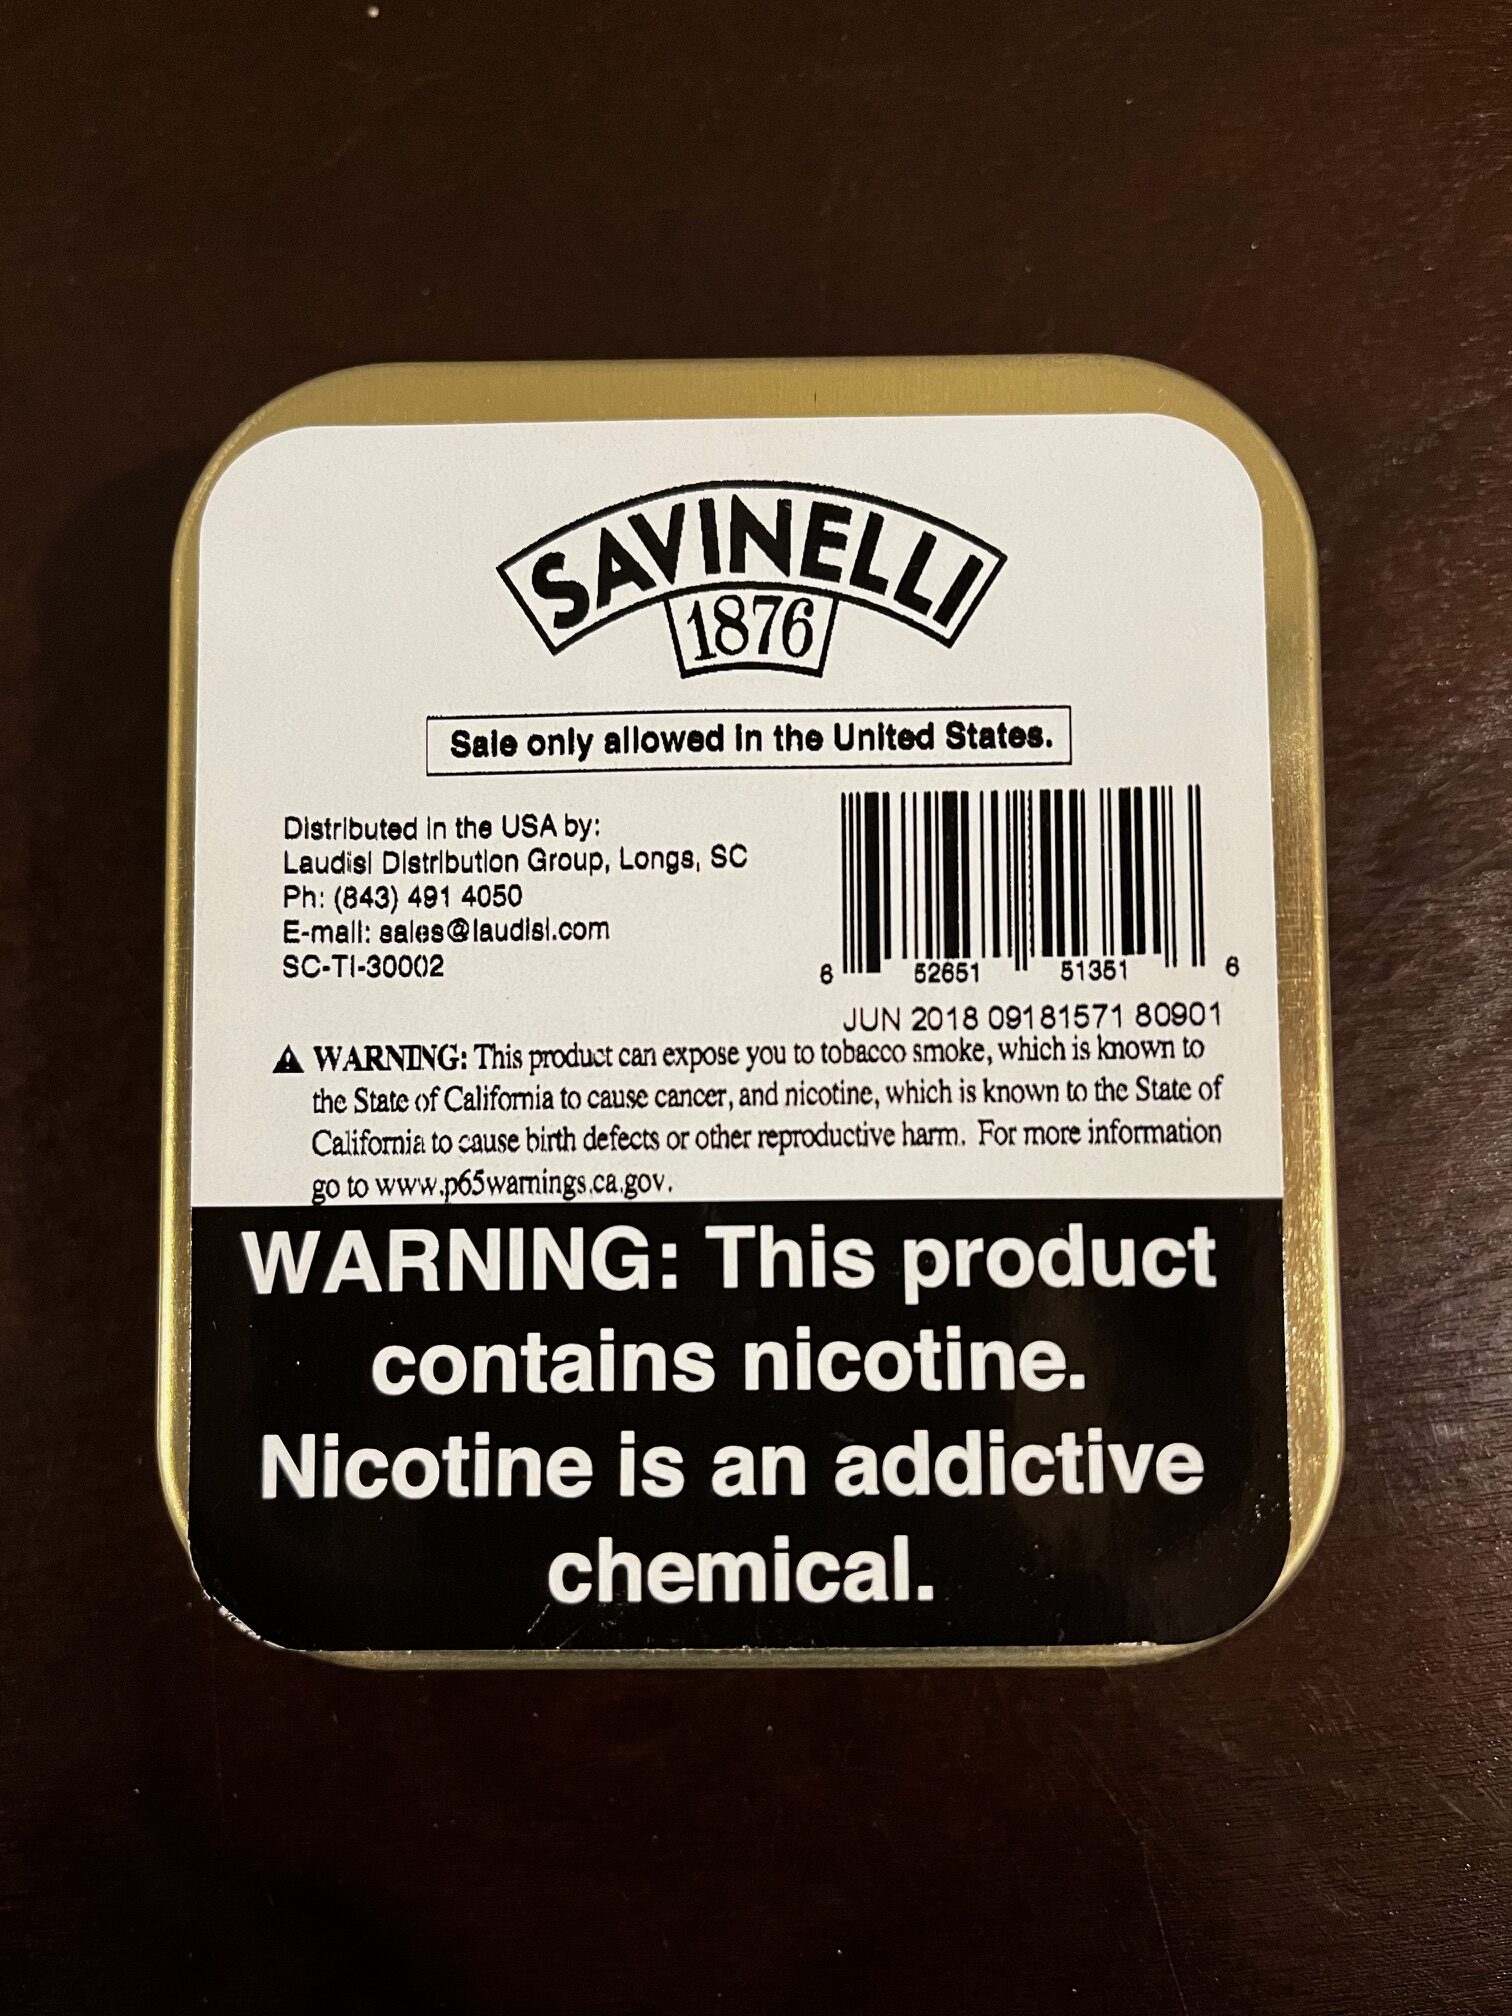 SAVINELLI
1876
Sale only allowed in the United States.
Distributed in the USA by:
Laudisi Distribution Group, Longs, SC
Ph: (843) 491 4050
E-mail: sales@laudisi.com
SC-TI-30002
6 52651 51351 6
JUN 2018 09181571 80901
WARNING: This product can expose you to tobacco smoke, which is known to
the State of California to cause cancer, and nicotine, which is known to the State of
California to cause birth defects or other reproductive harm. For more information
go to www.p65warnings.ca.gov.
WARNING: This product
contains nicotine.
Nicotine is an addictive
chemical.